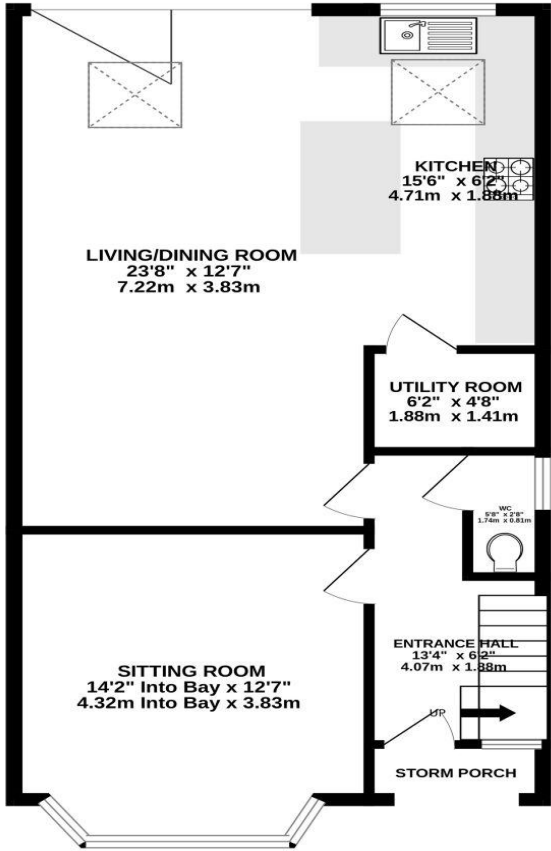 KITCHEN
15'6" x 6'2"
4.71m x 1.88m
LIVING/DINING ROOM
23'8" x 12'7"
7.22m x 3.83m
UTILITY ROOM
6'2" x 4'8"
1.88m x 1.41m
WC
5'8" x 2'8"
1.74m x 0.81m
ENTRANCE HALL
13'4" x 6'2"
4.07m x 1.88m
SITTING ROOM
14'2" Into Bay x 12'7"
4.32m Into Bay x 3.83m
UP
STORM PORCH